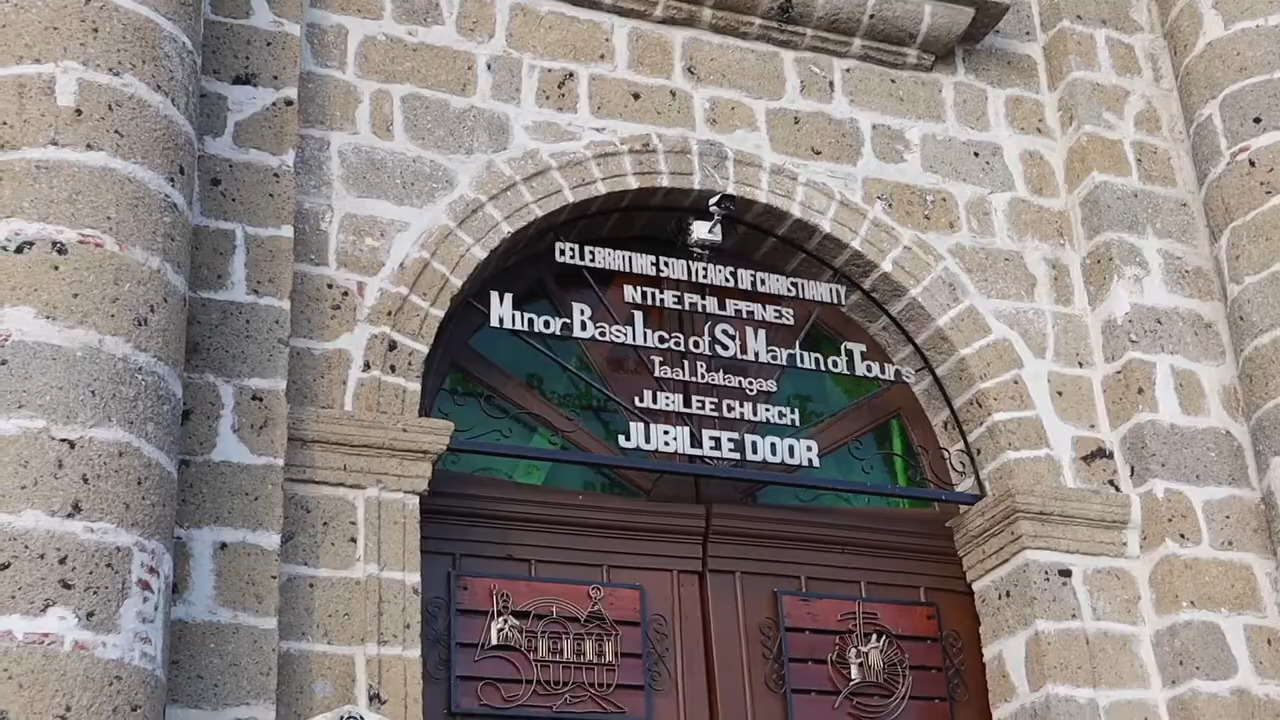 CELEBRATING 500 YEARS OF CHRISTIANITY
IN THE PHILIPPINES
Minor Basilica of St. Martin of Tours
Taal, Batangas
JUBILEE CHURCH
JUBILEE DOOR
500